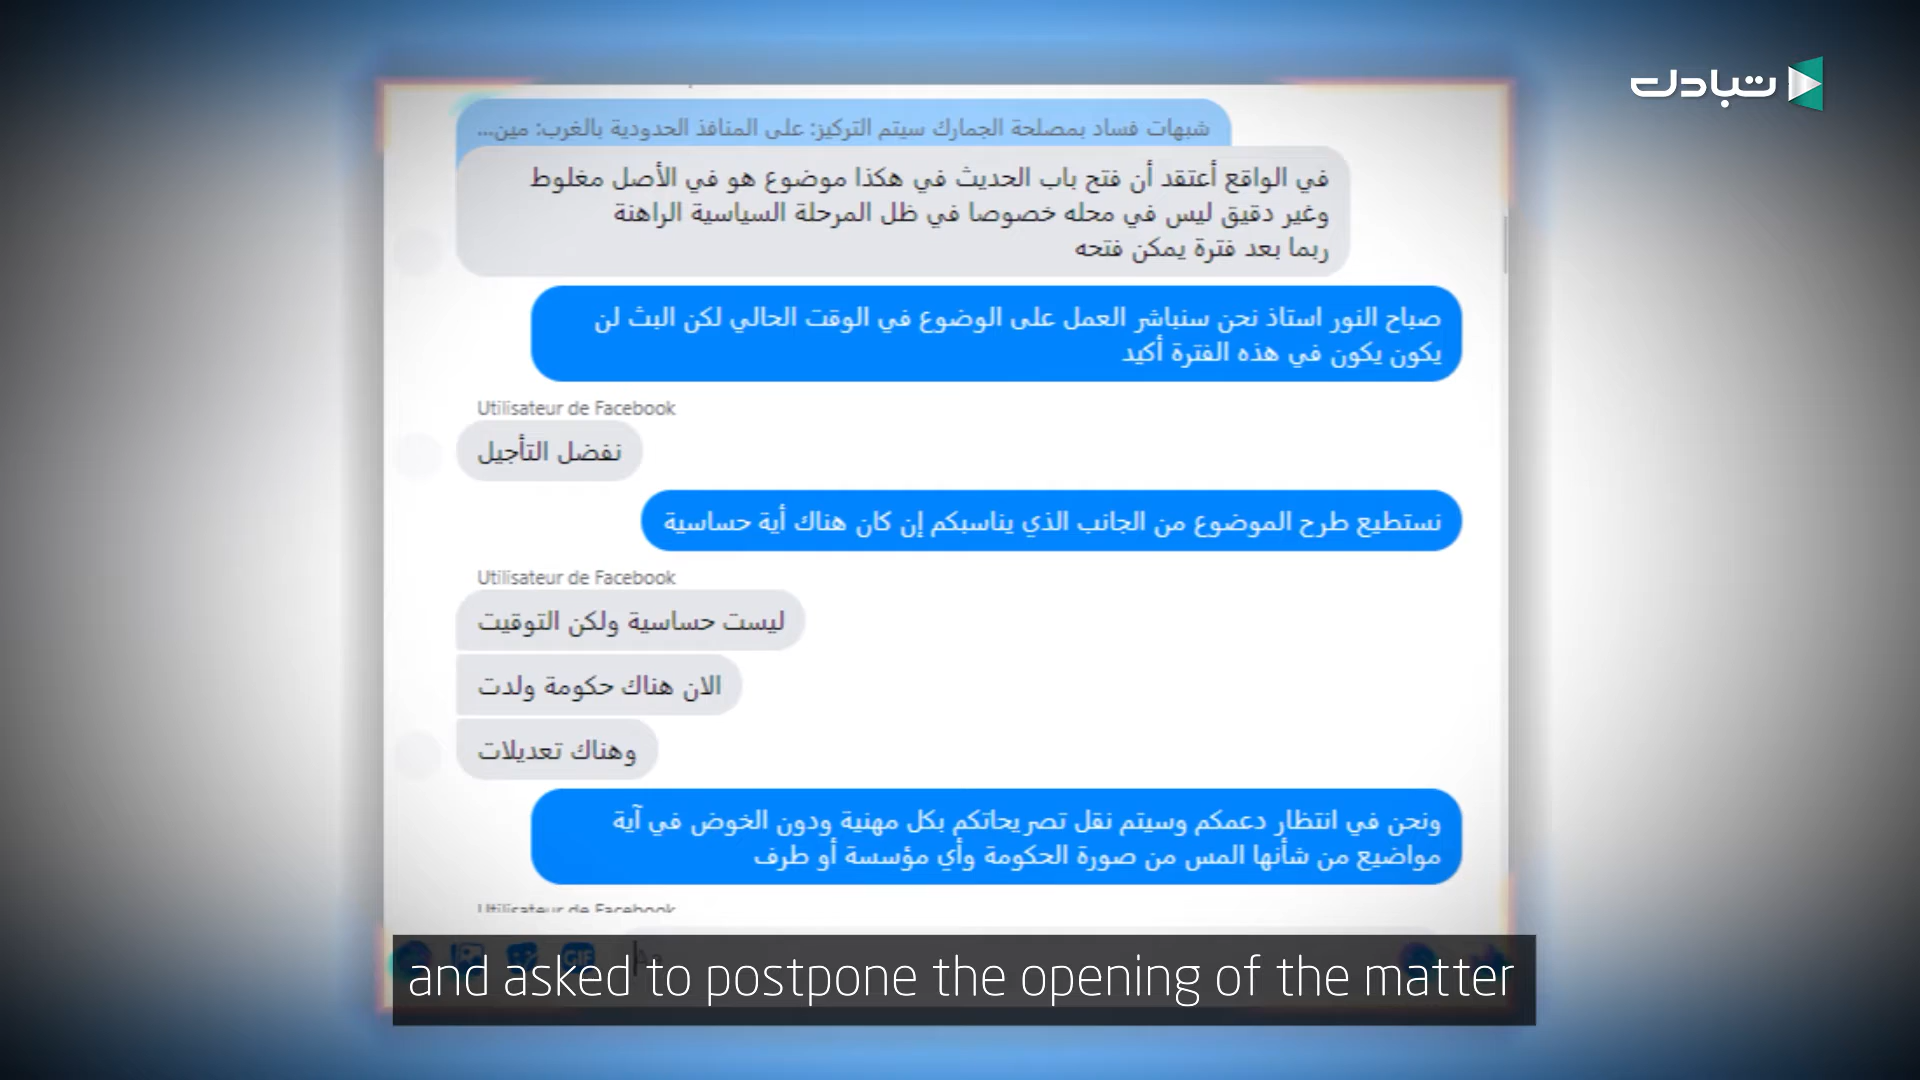 تبادل
شبهات فساد بمصلحة الجمارك سيتم التركيز: على المنافذ الحدودية بالغرب: مين...
في الواقع أعتقد أن فتح باب الحديث في هكذا موضوع هو في الأصل مغلوط
وغير دقيق ليس في محله خصوصا في ظل المرحلة السياسية الراهنة
ربما بعد فترة يمكن فتحه
صباح النور استاذ نحن سنباشر العمل على الوضوع في الوقت الحالي لكن البث لن
يكون يكون في هذه الفترة أكيد
Utilisateur de Facebook
نفضل التأجيل
نستطيع طرح الموضوع من الجانب الذي يناسبكم إن كان هناك أية حساسية
Utilisateur de Facebook
ليست حساسية ولكن التوقيت
الان هناك حكومة ولدت
وهناك تعديلات
ونحن في انتظار دعمكم وسيتم نقل تصريحاتكم بكل مهنية ودون الخوض في آية
مواضيع من شأنها المس من صورة الحكومة وأي مؤسسة أو طرف
Utilisateur de Facebook
GIF
and asked to postpone the opening of the matter